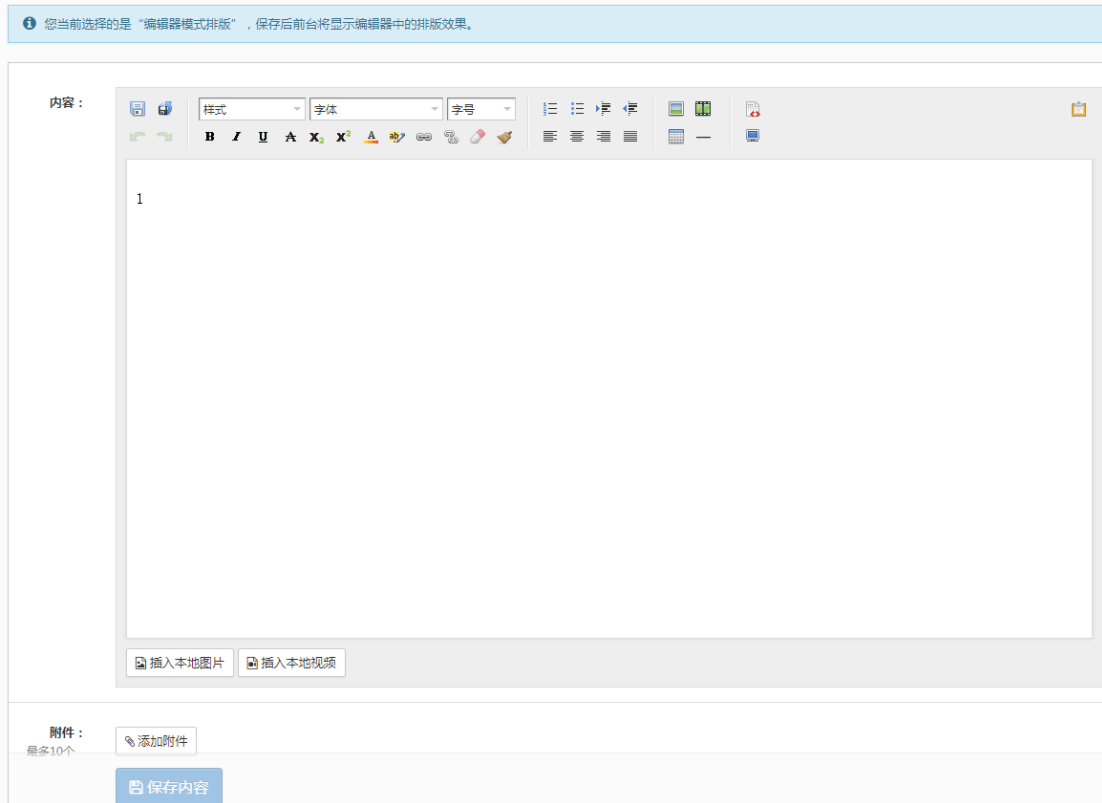 您当前选择的是“编辑器模式排版”，保存后前台将显示编辑器中的排版效果。
内容：
样式 字体 字号
B I U A X₂ X² A ab
1
插入本地图片 插入本地视频
附件：
添加附件
最多10个
保存内容